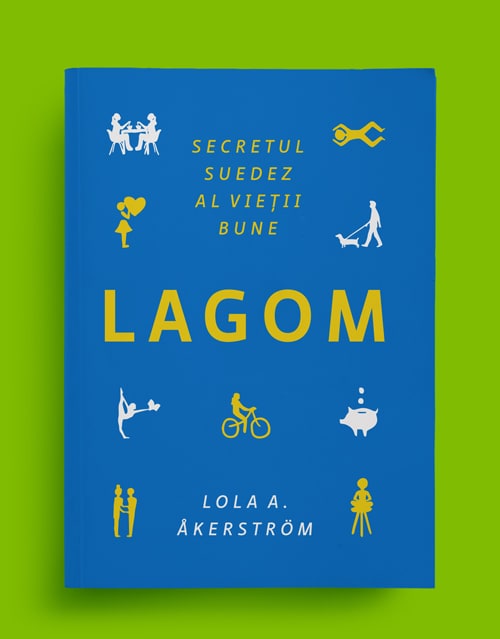 SECRETUL
SUEDEZ
AL VIEȚII
BUNE
LAGOM
LOLA A.
ÅKERSTRÖM